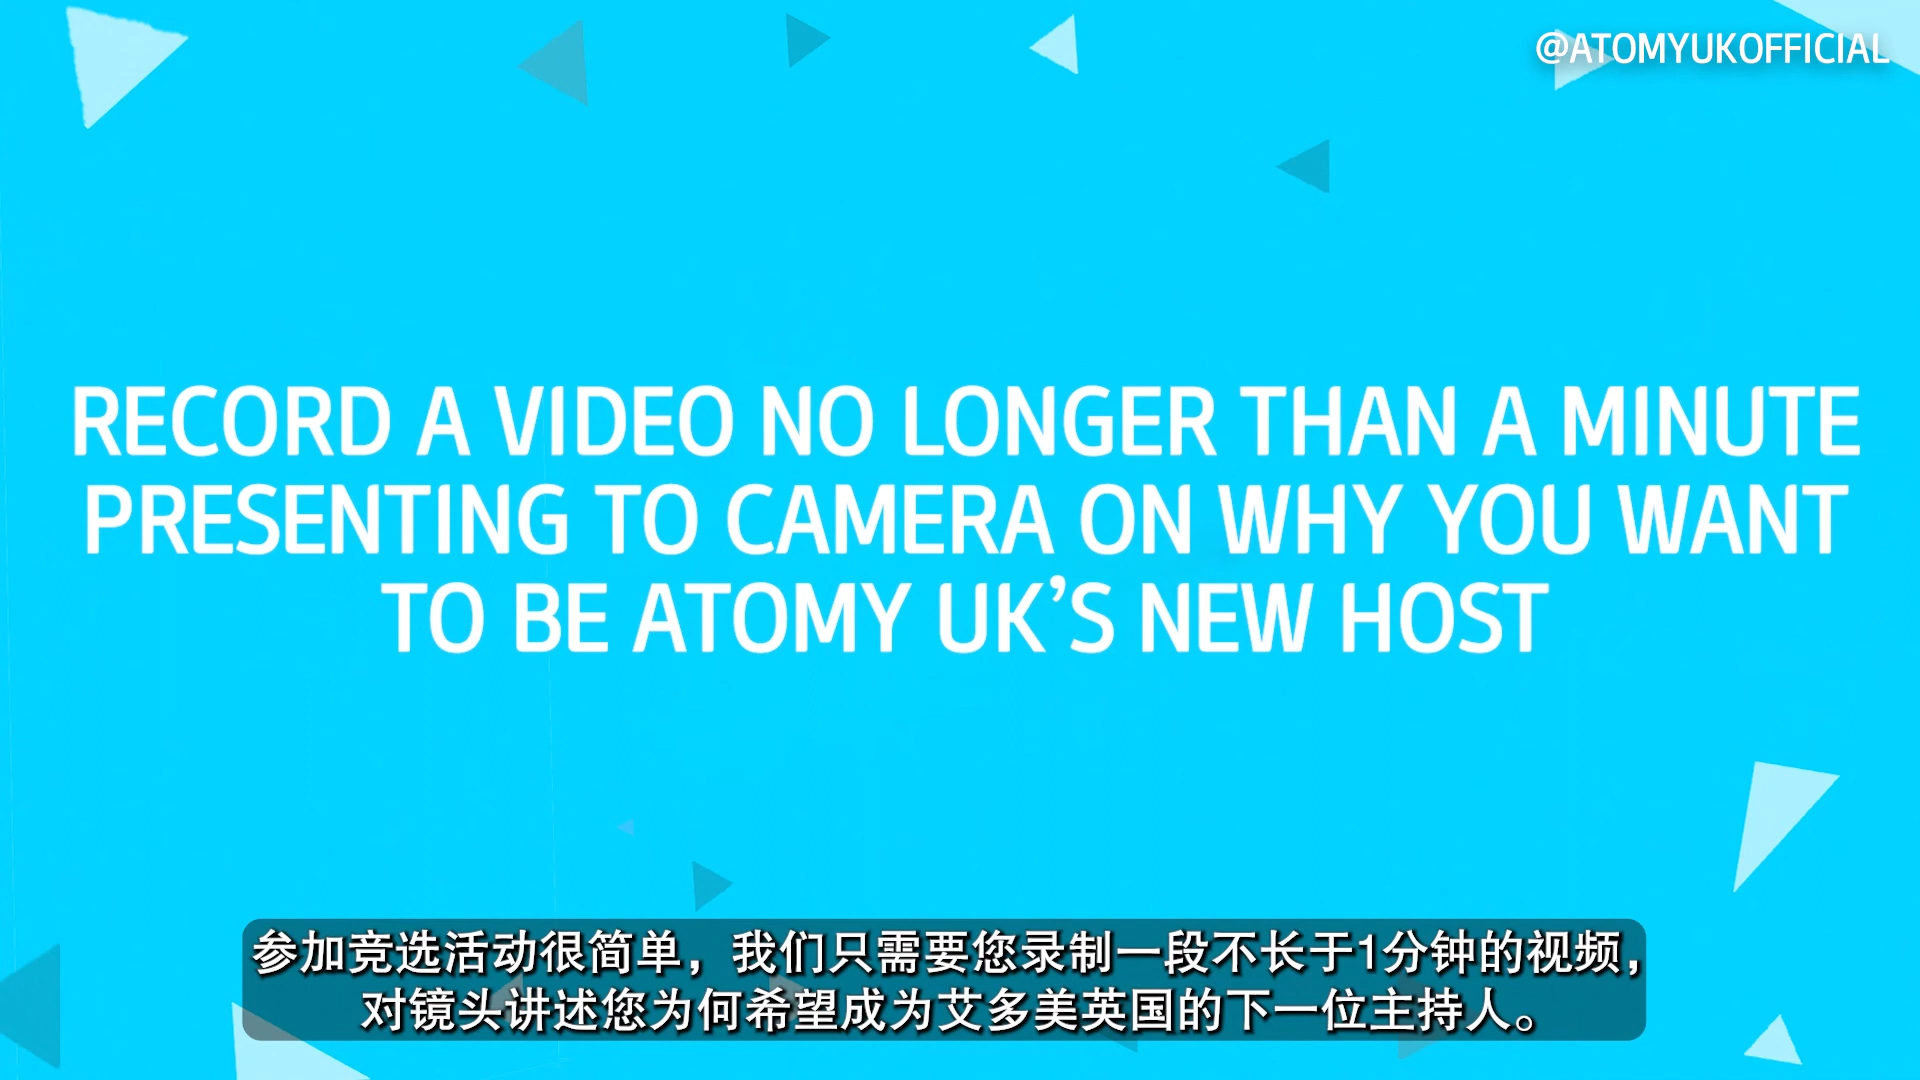 @ATOMYUKOFFICIAL
RECORD A VIDEO NO LONGER THAN A MINUTE
PRESENTING TO CAMERA ON WHY YOU WANT
TO BE ATOMY UK’S NEW HOST
参加竞选活动很简单，我们只需要您录制一段不长于1分钟的视频，
对镜头讲述您为何希望成为艾多美英国的下一位主持人。